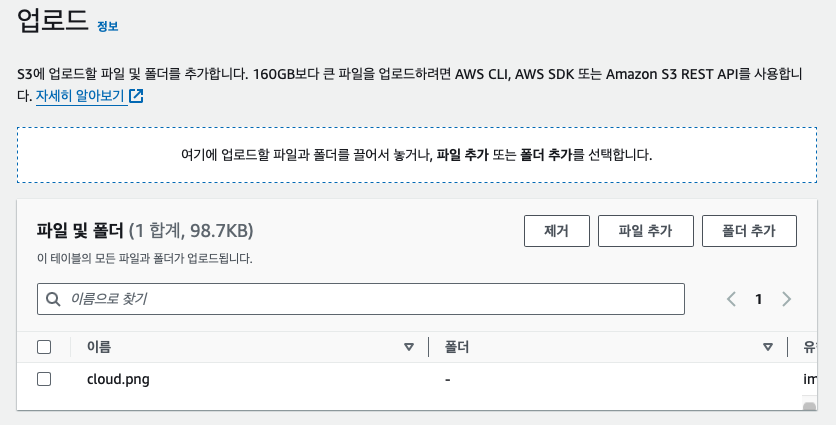 업로드 정보
S3에 업로드할 파일 및 폴더를 추가합니다. 160GB보다 큰 파일을 업로드하려면 AWS CLI, AWS SDK 또는 Amazon S3 REST API를 사용합니
다. 자세히 알아보기
여기에 업로드할 파일과 폴더를 끌어서 놓거나, 파일 추가 또는 폴더 추가를 선택합니다.
파일 및 폴더 (1 합계, 98.7KB)
제거 파일 추가 폴더 추가
이 테이블의 모든 파일과 폴더가 업로드됩니다.
이름으로 찾기
1
이름 폴더
cloud.png -